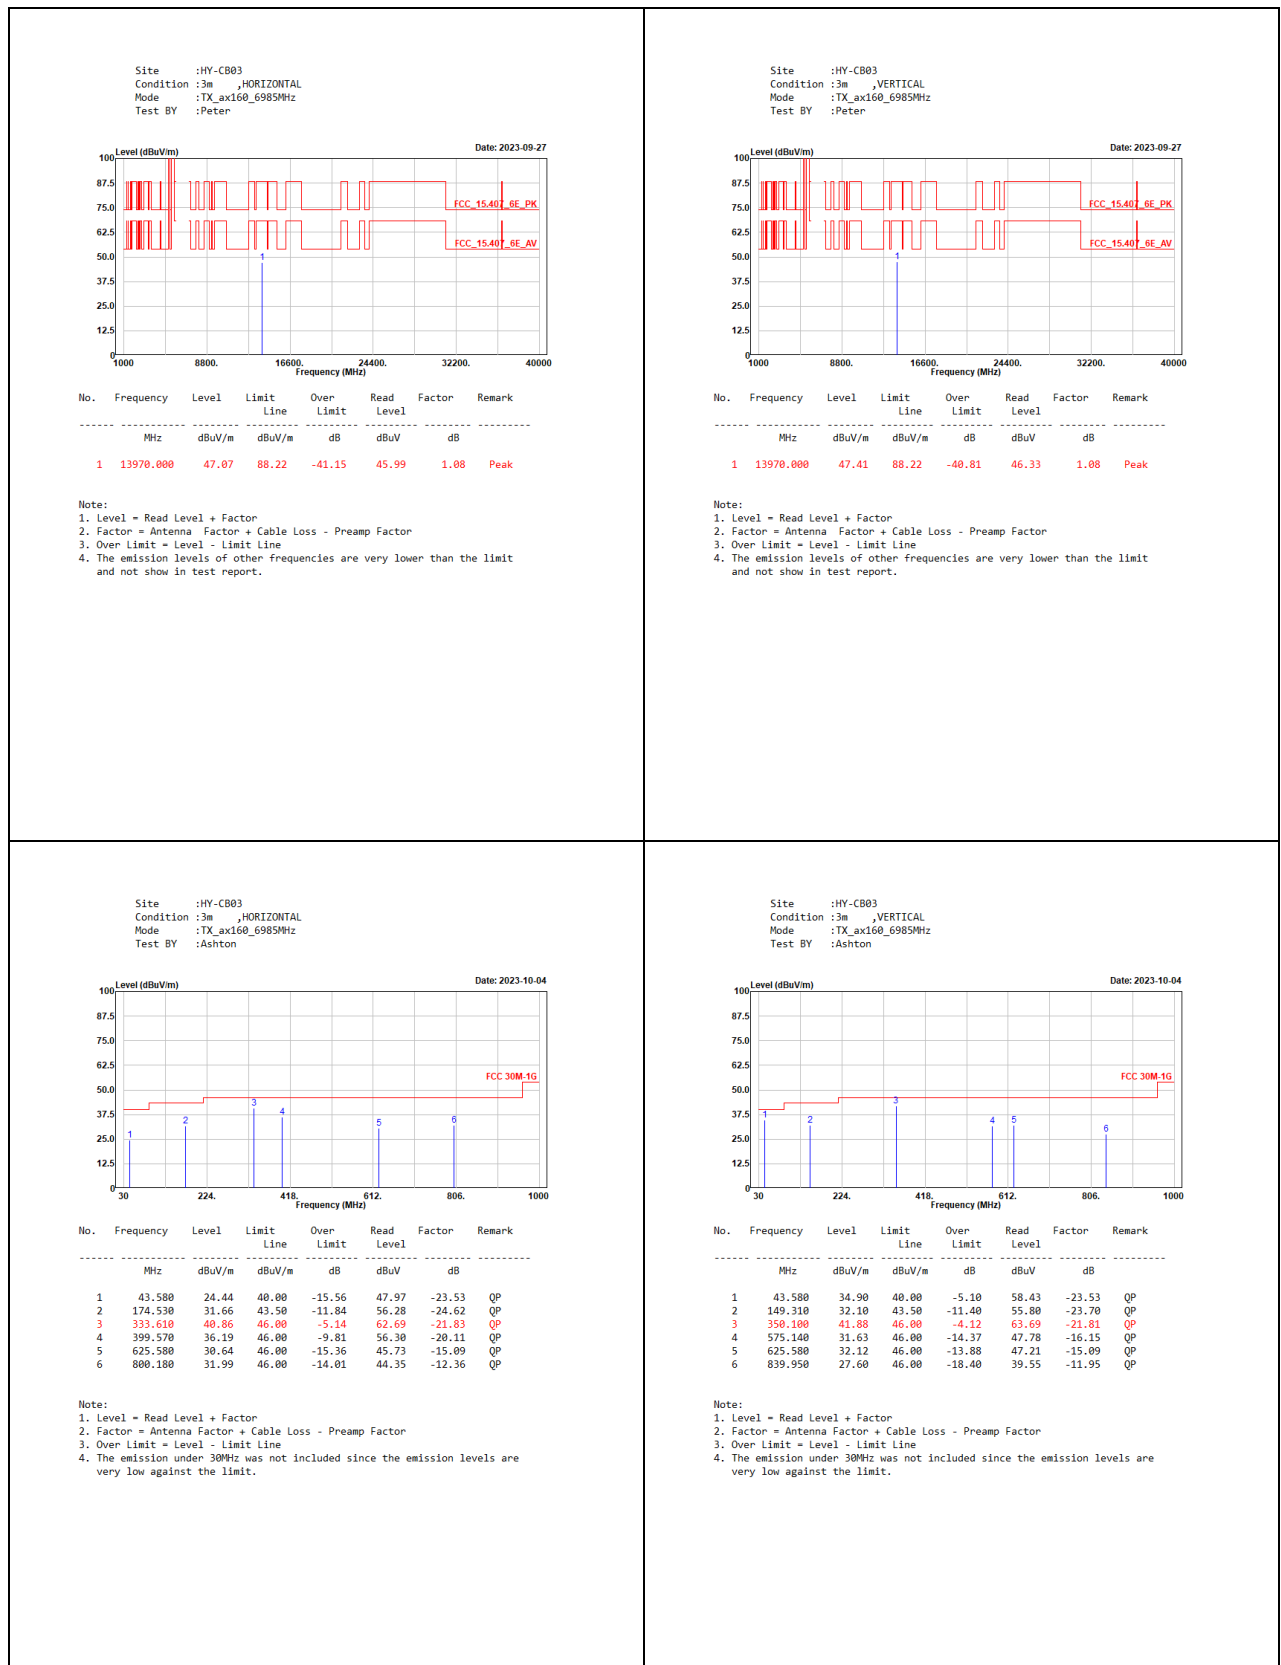 Site :HY-CB03
Condition :3m ,HORIZONTAL
Mode :TX_ax160_6985MHz
Test BY :Peter
Level (dBuV/m) Date: 2023-09-27
100
87.5
75.0 FCC_15.407_6E_PK
62.5
50.0 FCC_15.407_6E_AV
1
37.5
25.0
12.5
0
1000 8800. 16600. 24400. 32200. 40000
Frequency (MHz)
No. Frequency Level Limit Over Read Factor Remark
Line Limit Level
------ ----------- -------- -------- --------- --------- -------- ---------
MHz dBuV/m dBuV/m dB dBuV dB
1 13970.000 47.07 88.22 -41.15 45.99 1.08 Peak
Note:
1. Level = Read Level + Factor
2. Factor = Antenna  Factor + Cable Loss - Preamp Factor
3. Over Limit = Level - Limit Line
4. The emission levels of other frequencies are very lower than the limit
and not show in test report.
Site :HY-CB03
Condition :3m ,VERTICAL
Mode :TX_ax160_6985MHz
Test BY :Peter
Level (dBuV/m) Date: 2023-09-27
100
87.5
75.0 FCC_15.407_6E_PK
62.5
50.0 FCC_15.407_6E_AV
1
37.5
25.0
12.5
0
1000 8800. 16600. 24400. 32200. 40000
Frequency (MHz)
No. Frequency Level Limit Over Read Factor Remark
Line Limit Level
------ ----------- -------- -------- --------- --------- -------- ---------
MHz dBuV/m dBuV/m dB dBuV dB
1 13970.000 47.41 88.22 -40.81 46.33 1.08 Peak
Note:
1. Level = Read Level + Factor
2. Factor = Antenna  Factor + Cable Loss - Preamp Factor
3. Over Limit = Level - Limit Line
4. The emission levels of other frequencies are very lower than the limit
and not show in test report.
Site :HY-CB03
Condition :3m ,HORIZONTAL
Mode :TX_ax160_6985MHz
Test BY :Ashton
Level (dBuV/m) Date: 2023-10-04
100
87.5
75.0
62.5
FCC 30M-1G
50.0
37.5
25.0
12.5
0
1 2 3 4 5 6
30 224. 418. 612. 806. 1000
Frequency (MHz)
No. Frequency Level Limit Over Read Factor Remark
Line Limit Level
------ ----------- -------- -------- --------- --------- -------- ---------
MHz dBuV/m dBuV/m dB dBuV dB
1 43.580 24.44 40.00 -15.56 47.97 -23.53 QP
2 174.530 31.66 43.50 -11.84 56.28 -24.62 QP
3 333.610 40.86 46.00 -5.14 62.69 -21.83 QP
4 399.570 36.19 46.00 -9.81 56.30 -20.11 QP
5 625.580 30.64 46.00 -15.36 45.73 -15.09 QP
6 800.180 31.99 46.00 -14.01 44.35 -12.36 QP
Note:
1. Level = Read Level + Factor
2. Factor = Antenna Factor + Cable Loss - Preamp Factor
3. Over Limit = Level - Limit Line
4. The emission under 30MHz was not included since the emission levels are
very low against the limit.
Site :HY-CB03
Condition :3m ,VERTICAL
Mode :TX_ax160_6985MHz
Test BY :Ashton
Level (dBuV/m) Date: 2023-10-04
100
87.5
75.0
62.5
FCC 30M-1G
50.0
37.5
25.0
12.5
0
1 2 3 4 5 6
30 224. 418. 612. 806. 1000
Frequency (MHz)
No. Frequency Level Limit Over Read Factor Remark
Line Limit Level
------ ----------- -------- -------- --------- --------- -------- ---------
MHz dBuV/m dBuV/m dB dBuV dB
1 43.580 34.90 40.00 -5.10 58.43 -23.53 QP
2 149.310 32.10 43.50 -11.40 55.80 -23.70 QP
3 350.100 41.88 46.00 -4.12 63.69 -21.81 QP
4 575.140 31.63 46.00 -14.37 47.78 -16.15 QP
5 625.580 32.12 46.00 -13.88 47.21 -15.09 QP
6 839.950 27.60 46.00 -18.40 39.55 -11.95 QP
Note:
1. Level = Read Level + Factor
2. Factor = Antenna Factor + Cable Loss - Preamp Factor
3. Over Limit = Level - Limit Line
4. The emission under 30MHz was not included since the emission levels are
very low against the limit.